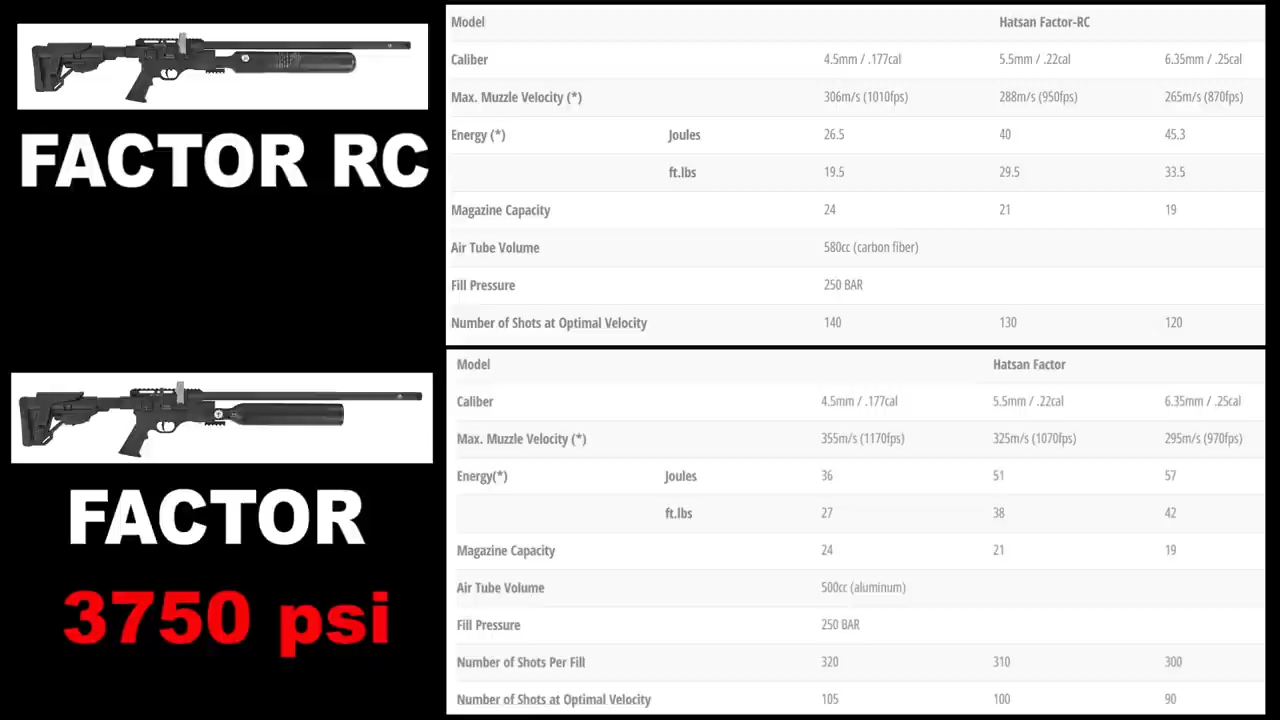 FACTOR RC
Model Hatsan Factor-RC
Caliber 4.5mm / .177cal 5.5mm / .22cal 6.35mm / .25cal
Max. Muzzle Velocity (*) 306m/s (1010fps) 288m/s (950fps) 265m/s (870fps)
Energy (*) Joules 26.5 40 45.3
ft.lbs 19.5 29.5 33.5
Magazine Capacity 24 21 19
Air Tube Volume 580cc (carbon fiber)
Fill Pressure 250 BAR
Number of Shots at Optimal Velocity 140 130 120
FACTOR
3750 psi
Model Hatsan Factor
Caliber 4.5mm / .177cal 5.5mm / .22cal 6.35mm / .25cal
Max. Muzzle Velocity (*) 355m/s (1170fps) 325m/s (1070fps) 295m/s (970fps)
Energy(*) Joules 36 51 57
ft.lbs 27 38 42
Magazine Capacity 24 21 19
Air Tube Volume 500cc (aluminum)
Fill Pressure 250 BAR
Number of Shots Per Fill 320 310 300
Number of Shots at Optimal Velocity 105 100 90